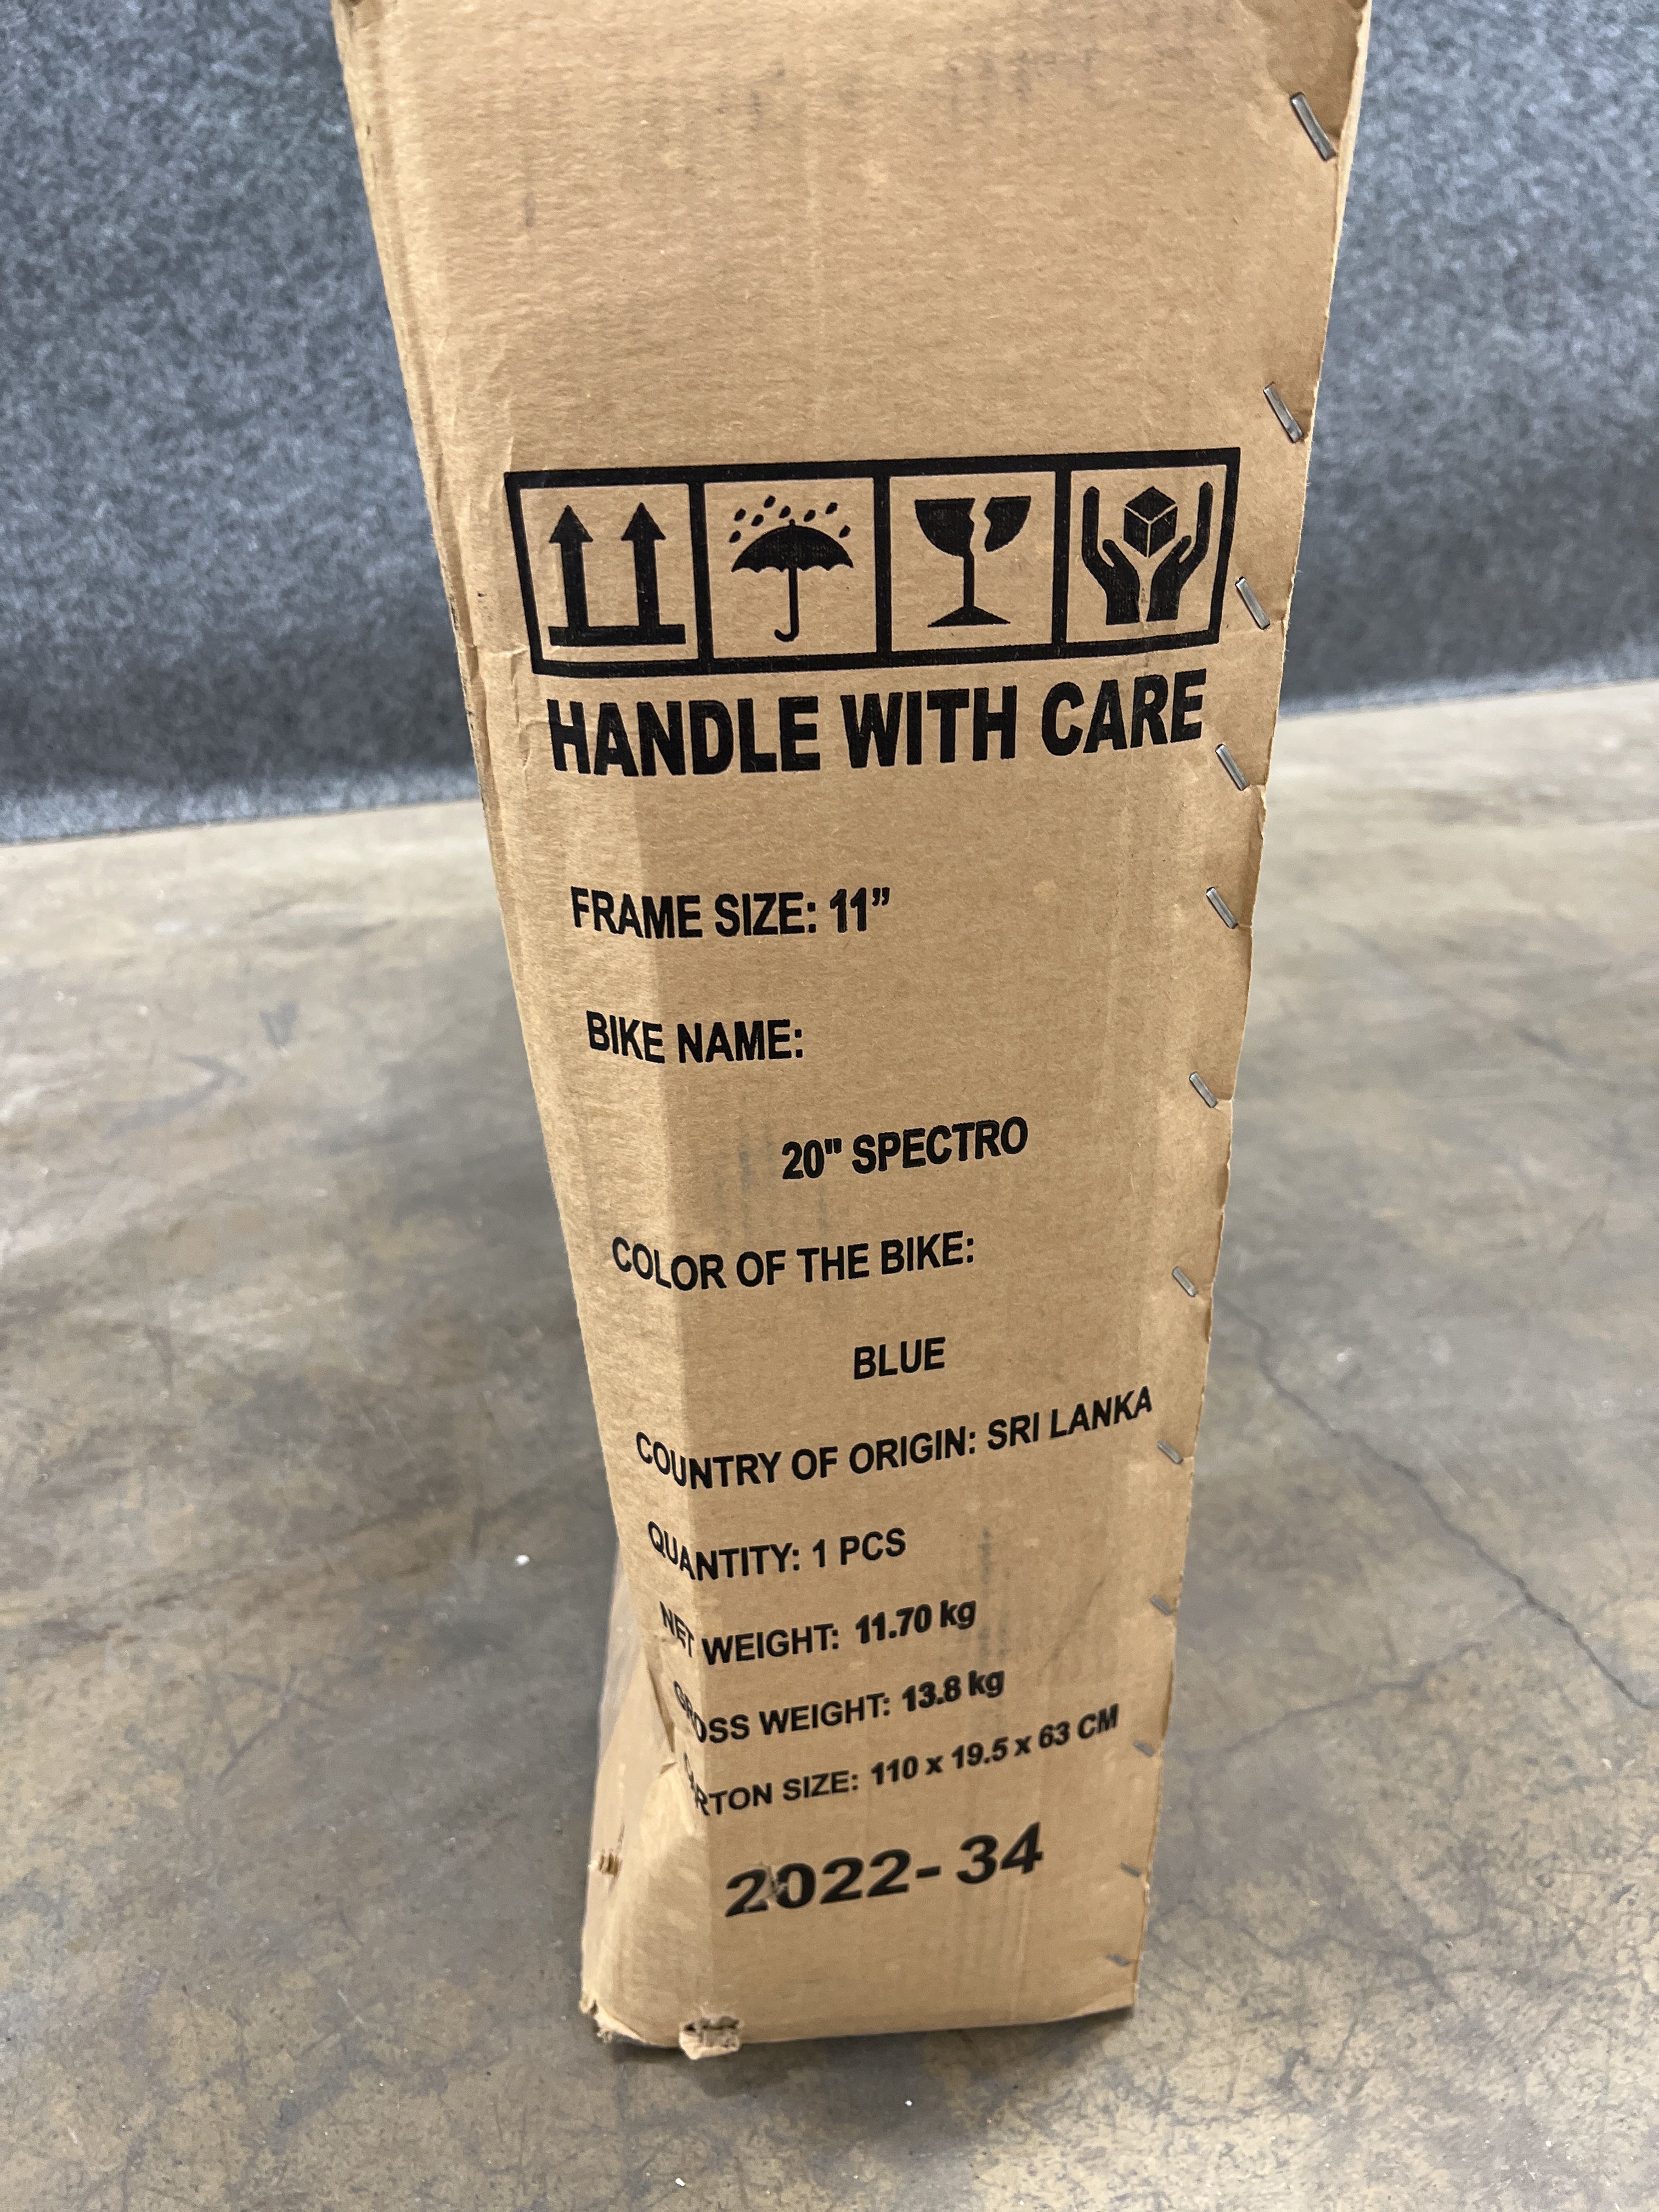 HANDLE WITH CARE
FRAME SIZE: 11”
BIKE NAME:
20" SPECTRO
COLOR OF THE BIKE:
BLUE
COUNTRY OF ORIGIN: SRI LANKA
QUANTITY: 1 PCS
NET WEIGHT: 11.70 kg
GROSS WEIGHT: 13.8 kg
CARTON SIZE: 110 x 19.5 x 63 CM
2022-34